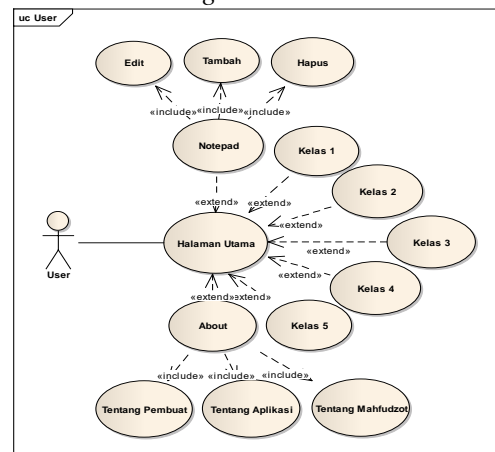 uc User
Edit
Tambah
Hapus
«include» «include» «include»
Notepad
Kelas 1
Kelas 2
«extend»
«extend»
«extend»
Halaman Utama
Kelas 3
«extend»
User
«extend»
Kelas 4
«extend»
About
Kelas 5
«include» «include» «include»
Tentang Pembuat
Tentang Aplikasi
Tentang Mahfudzot